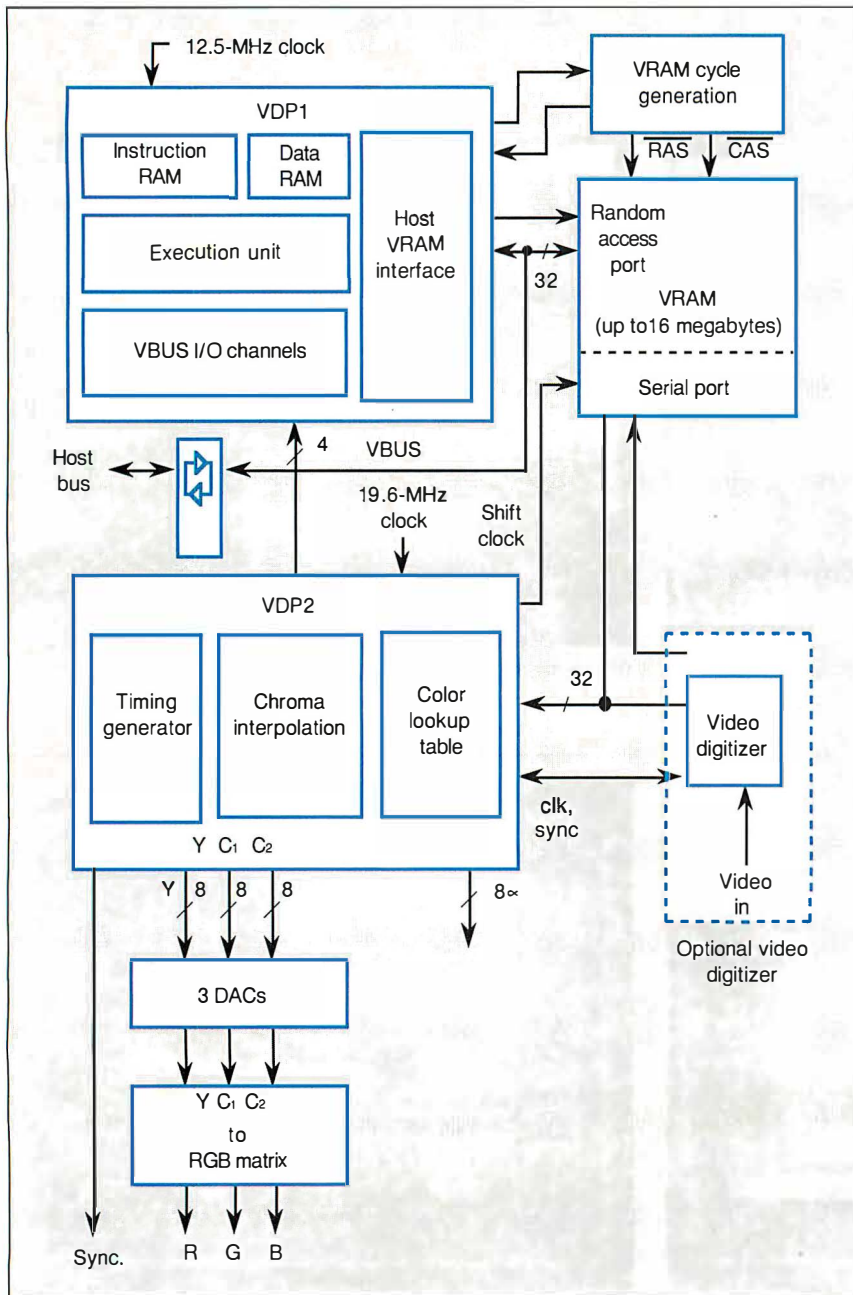 12.5-MHz clock
VDP1
Instruction
RAM
Data
RAM
Execution unit
VBUS I/O channels
Host
VRAM
interface
VRAM cycle
generation
RAS
CAS
Random
access
port
32
VRAM
(up to16 megabytes)
Serial port
Host
bus
4
VBUS
19.6-MHz
clock
Shift
clock
VDP2
Timing
generator
Chroma
interpolation
Color
lookup
table
32
Video
digitizer
clk,
sync
Video
in
Optional video
digitizer
Y C1 C2
Y 8 8 8
8∝
3 DACs
Y C1 C2
to
RGB matrix
Sync. R G B